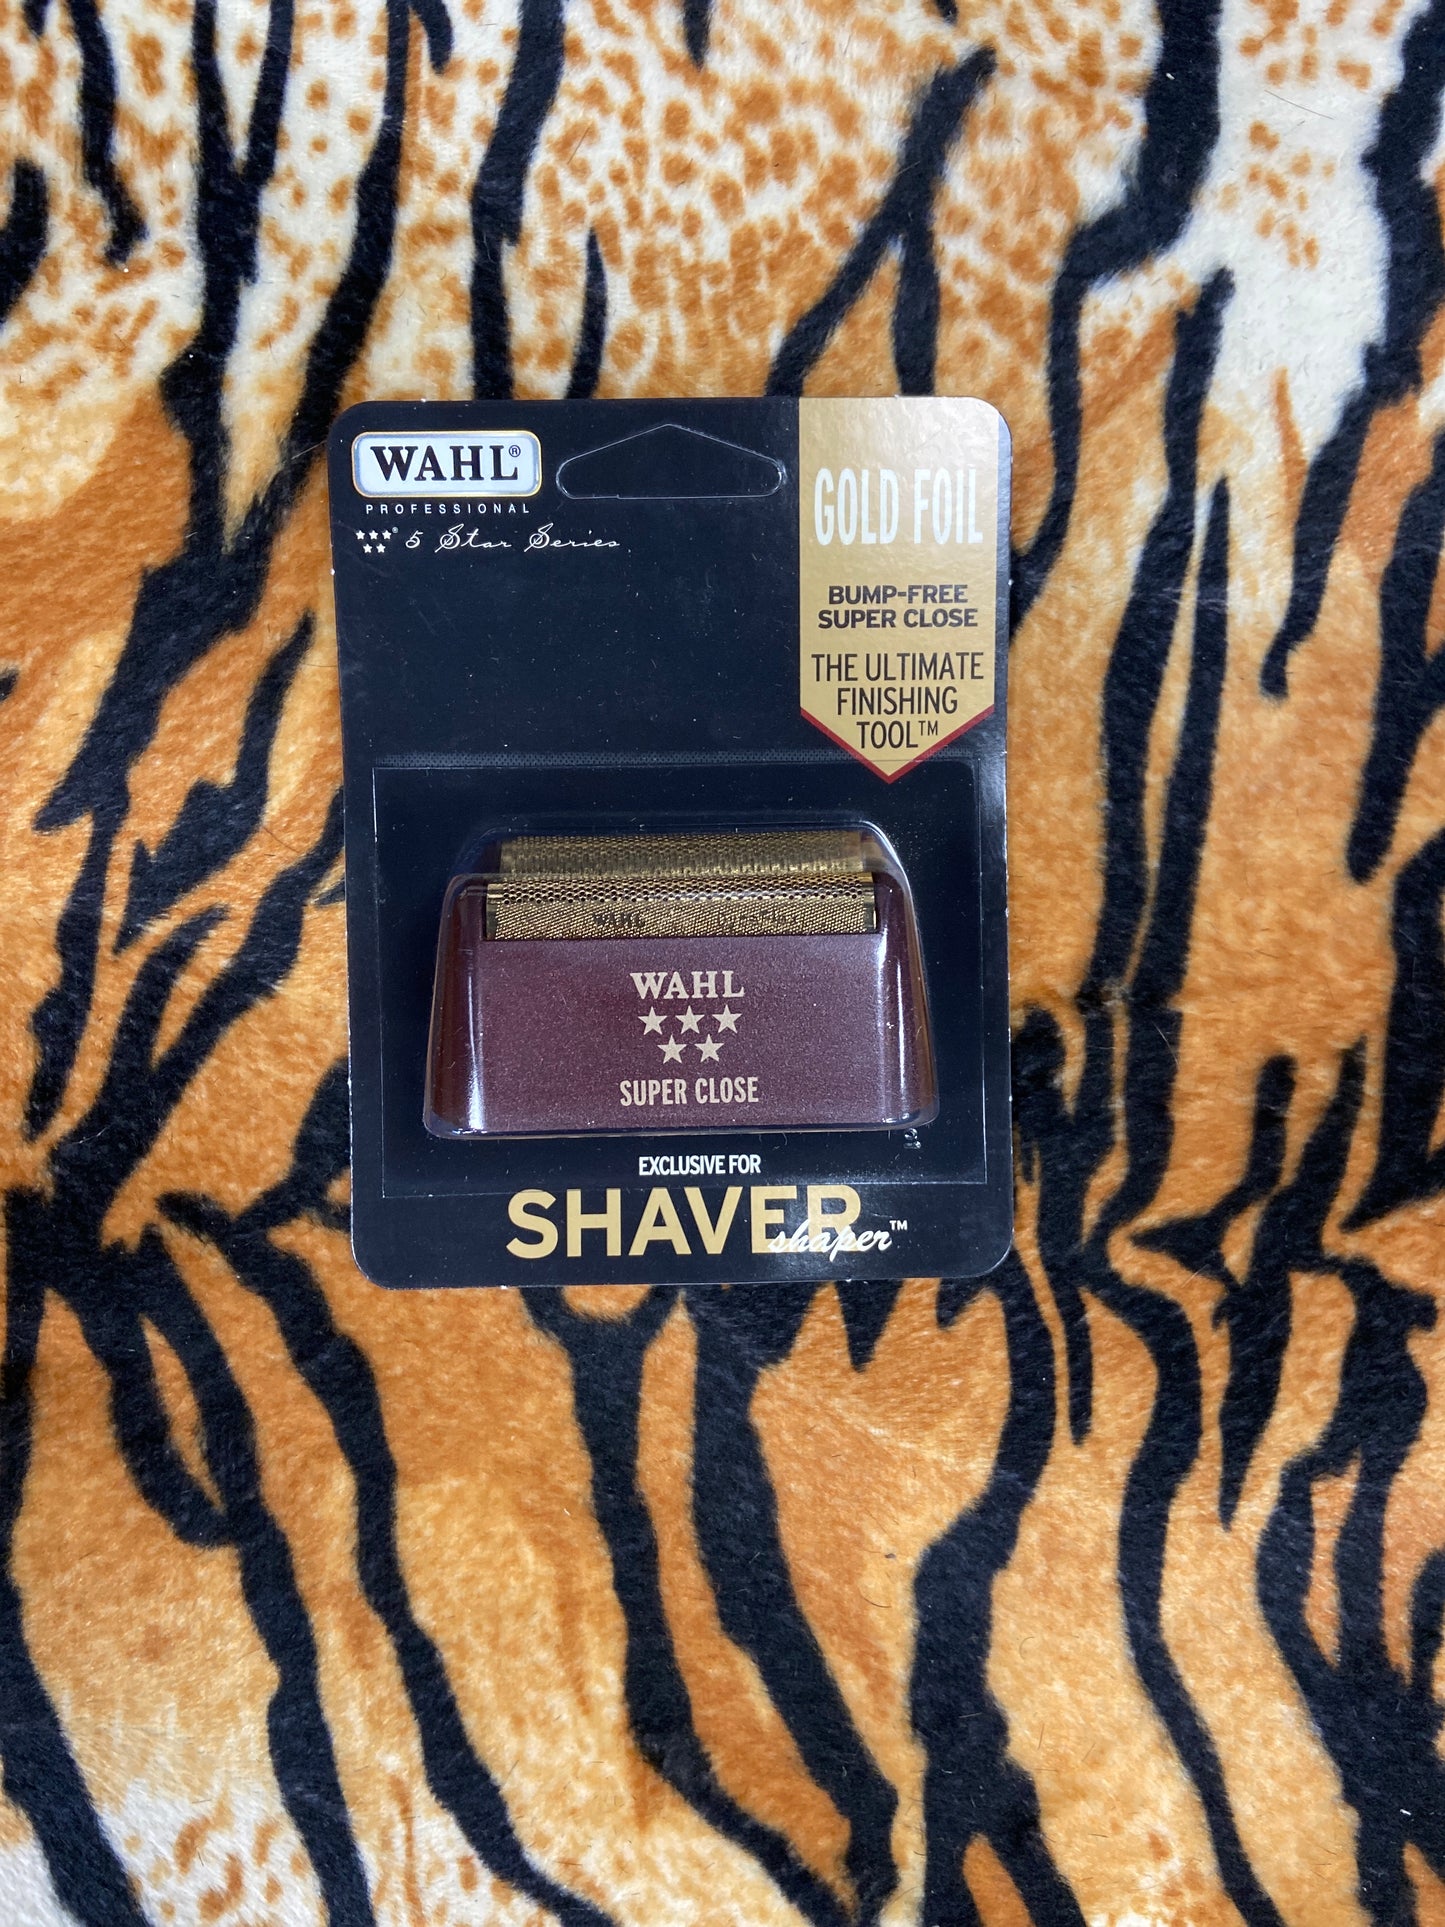 WAHL®
PROFESSIONAL
® 5 Star Series
GOLD FOIL
BUMP-FREE
SUPER CLOSE
THE ULTIMATE
FINISHING
TOOL™
WAHL
WAHL
SUPER CLOSE
EXCLUSIVE FOR
SHAVER
shaper™